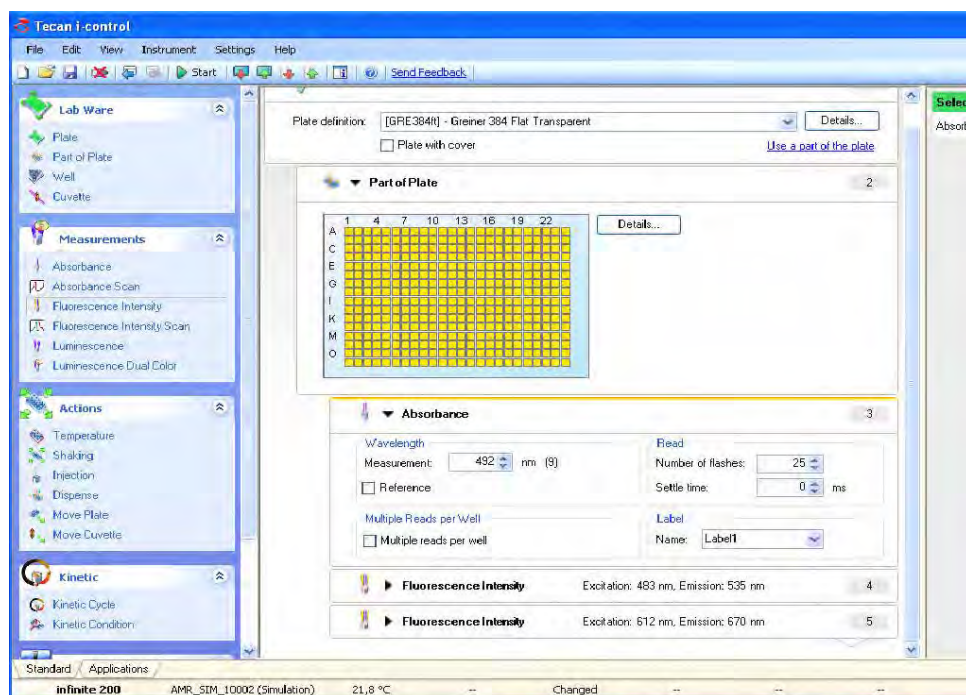 Tecan i-control
File Edit View Instrument Settings Help
Start Send Feedback
Lab Ware
Plate
Part of Plate
Well
Cuvette
Measurements
Absorbance
Absorbance Scan
Fluorescence Intensity
Fluorescence Intensity Scan
Luminescence
Luminescence Dual Color
Actions
Temperature
Shaking
Injection
Dispense
Move Plate
Move Cuvette
Kinetic
Kinetic Cycle
Kinetic Condition
Plate definition: [GRE384ft] - Greiner 384 Flat Transparent Details...
Plate with cover Use a part of the plate
Part of Plate 2
1 4 7 10 13 16 19 22
Details...
A
C
E
G
I
K
M
O
Absorbance 3
Wavelength
Measurement: 492 nm (9)
Reference
Read
Number of flashes: 25
Settle time: 0 ms
Multiple Reads per Well
Multiple reads per well
Label
Name: Label1
Fluorescence Intensity Excitation: 483 nm, Emission: 535 nm 4
Fluorescence Intensity Excitation: 612 nm, Emission: 670 nm 5
Selec
Absorb
Standard Applications
infinite 200 AMR_SIM_10002 (Simulation) 21,8 °C -- Changed -- -- --